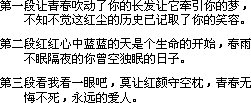 第一段让青春吹动了你的长发让它牵引你的梦，
不知不觉这红尘的历史已记取了你的笑容。
第二段红红心中蓝蓝的天是个生命的开始，春雨
不眠隔夜的你曾空独眠的日子。
第三段看我看一眼吧，莫让红颜守空枕，青春无
悔不死，永远的爱人。